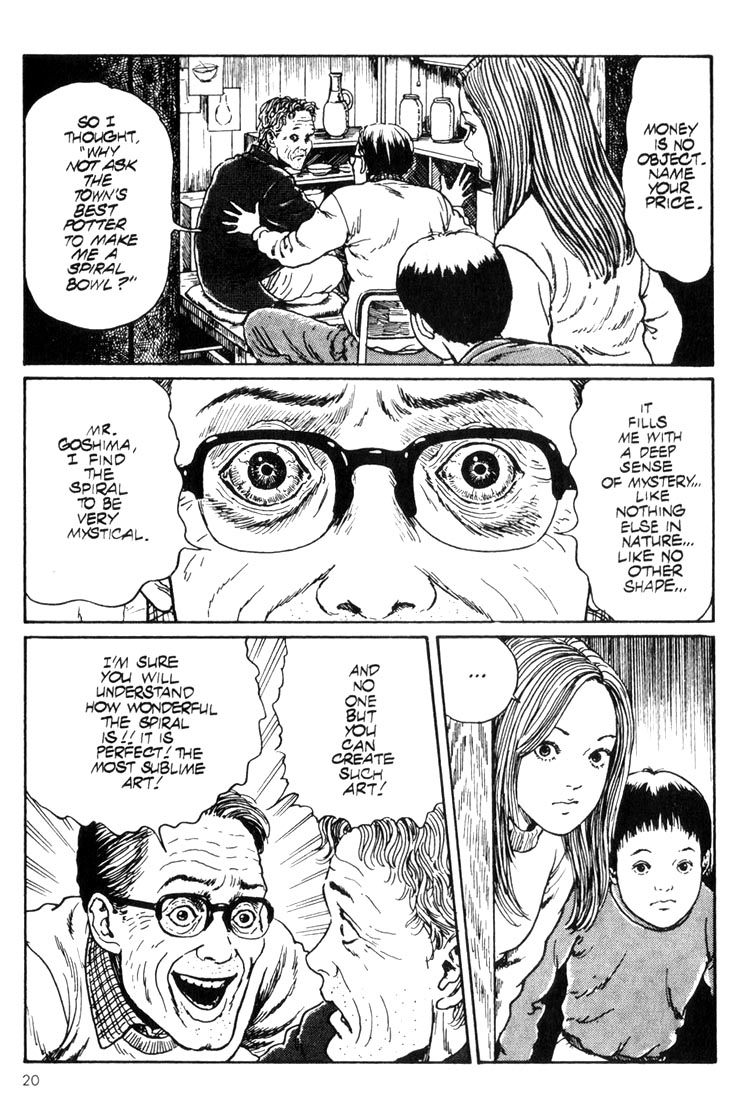 SO I
THOUGHT,
"WHY
NOT ASK
THE
TOWN'S
BEST
POTTER
TO MAKE
ME A
SPIRAL
BOWL?"
MONEY
IS NO
OBJECT.
NAME
YOUR
PRICE.
MR.
GOSHIMA,
I FIND
THE
SPIRAL
TO BE
VERY
MYSTICAL.
IT
FILLS
ME WITH
A DEEP
SENSE
OF MYSTERY...
LIKE
NOTHING
ELSE IN
NATURE...
LIKE NO
OTHER
SHAPE...
I'M SURE
YOU WILL
UNDERSTAND
HOW WONDERFUL
THE SPIRAL
IS!! IT IS
PERFECT! THE
MOST SUBLIME
ART!
AND
NO
ONE
BUT
YOU
CAN
CREATE
SUCH
ART!
...
20